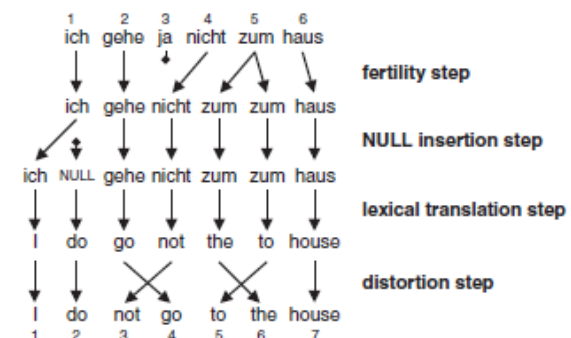 1 2 3 4 5 6
ich gehe ja nicht zum haus
fertility step
ich gehe nicht zum zum haus
NULL insertion step
ich NULL gehe nicht zum zum haus
lexical translation step
I do go not the to house
distortion step
I do not go to the house
1 2 3 4 5 6 7